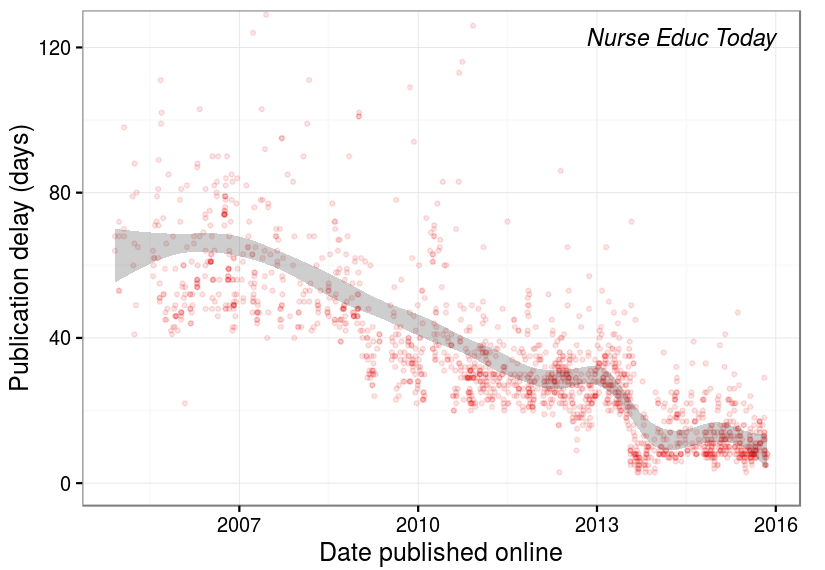 Nurse Educ Today
120
80
40
0
Publication delay (days)
2007 2010 2013 2016
Date published online